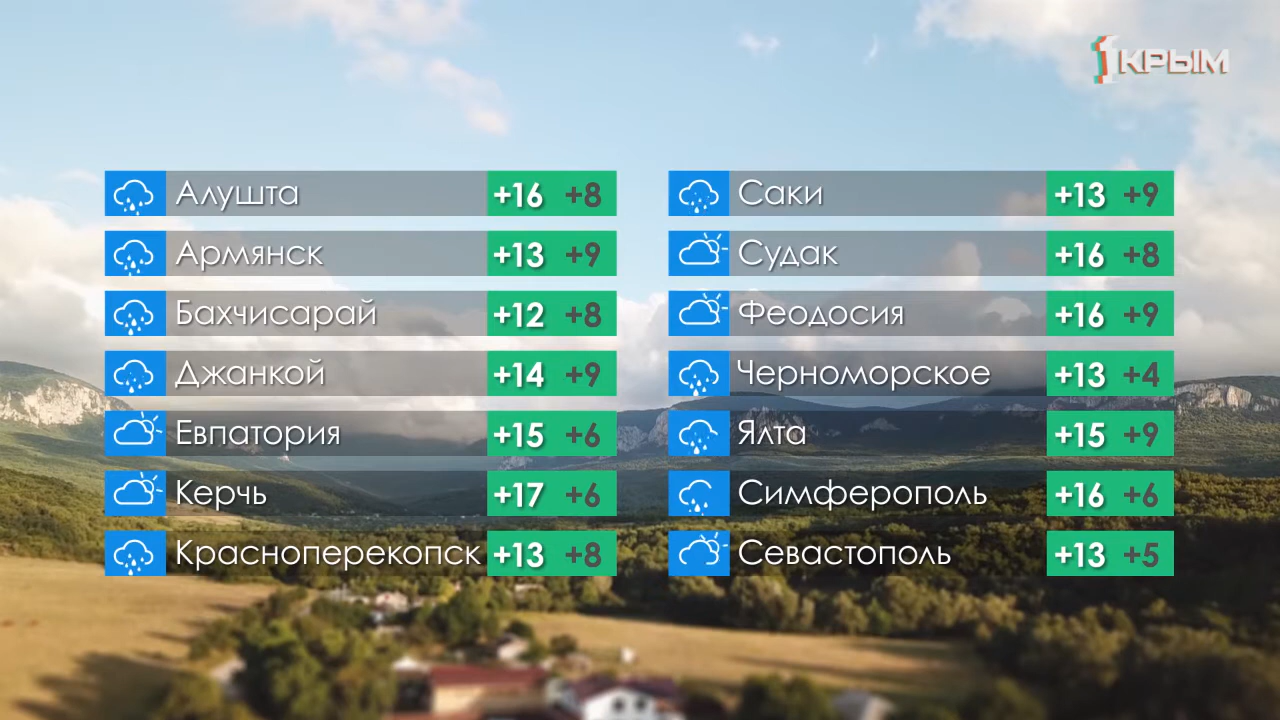 1 КРЫМ
Алушта +16 +8
Армянск +13 +9
Бахчисарай +12 +8
Джанкой +14 +9
Евпатория +15 +6
Керчь +17 +6
Красноперекопск +13 +8
Саки +13 +9
Судак +16 +8
Феодосия +16 +9
Черноморское +13 +4
Ялта +15 +9
Симферополь +16 +6
Севастополь +13 +5